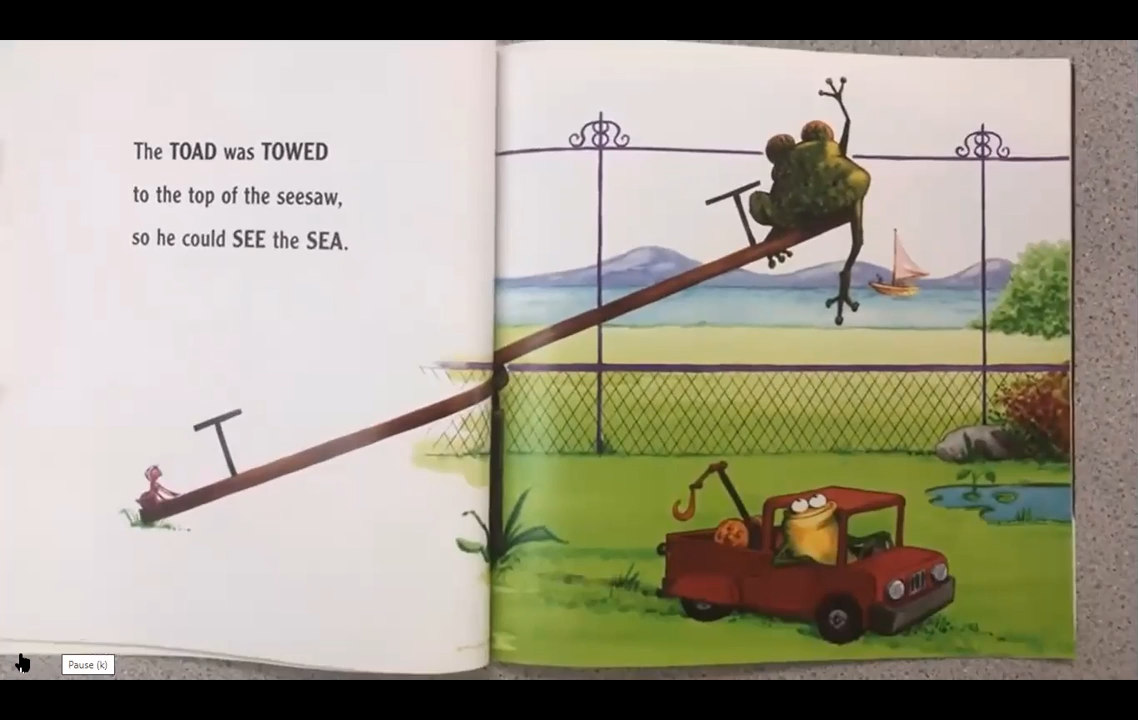 The TOAD was TOWED
to the top of the seesaw,
so he could SEE the SEA.
Pause (k)